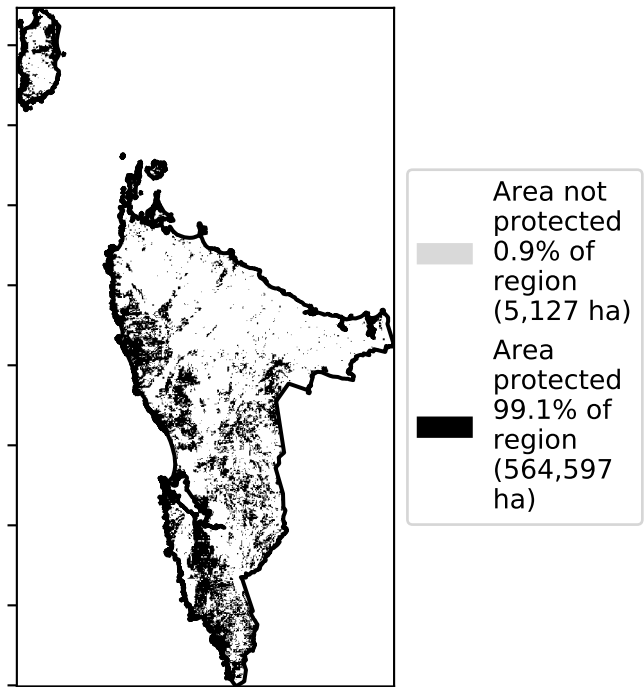 Area not
protected
0.9% of
region
(5,127 ha)
Area
protected
99.1% of
region
(564,597
ha)